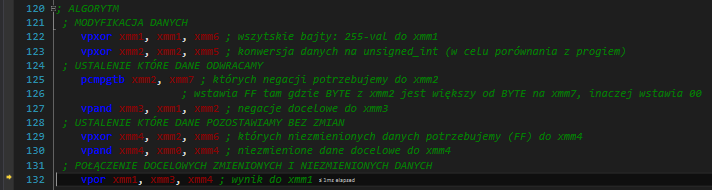 120 ; ALGORYTM
121 ; MODYFIKACJA DANYCH
122 vpxor xmm1, xmm1, xmm6 ; wszytskie bajty: 255-val do xmm1
123 vpxor xmm2, xmm2, xmm5 ; konwersja danych na unsigned_int (w celu porównania z progiem)
124 ; USTALENIE KTÓRE DANE ODWRACAMY
125 pcmpgtb xmm2, xmm7 ; których negacji potrzebujemy do xmm2
126 ; wstawia FF tam gdzie BYTE z xmm2 jest większy od BYTE na xmm7, inaczej wstawia 00
127 vpand xmm3, xmm1, xmm2 ; negacje docelowe do xmm3
128 ; USTALENIE KTÓRE DANE POZOSTAWIAMY BEZ ZMIAN
129 vpxor xmm4, xmm2, xmm6 ; których niezmienionych danych potrzebujemy (FF) do xmm4
130 vpand xmm4, xmm0, xmm4 ; niezmienione dane docelowe do xmm4
131 ; POŁĄCZENIE DOCELOWYCH ZMIENIONYCH I NIEZMIENIONYCH DANYCH
132 vpor xmm1, xmm3, xmm4 ; wynik do xmm1 ≤ 1ms elapsed